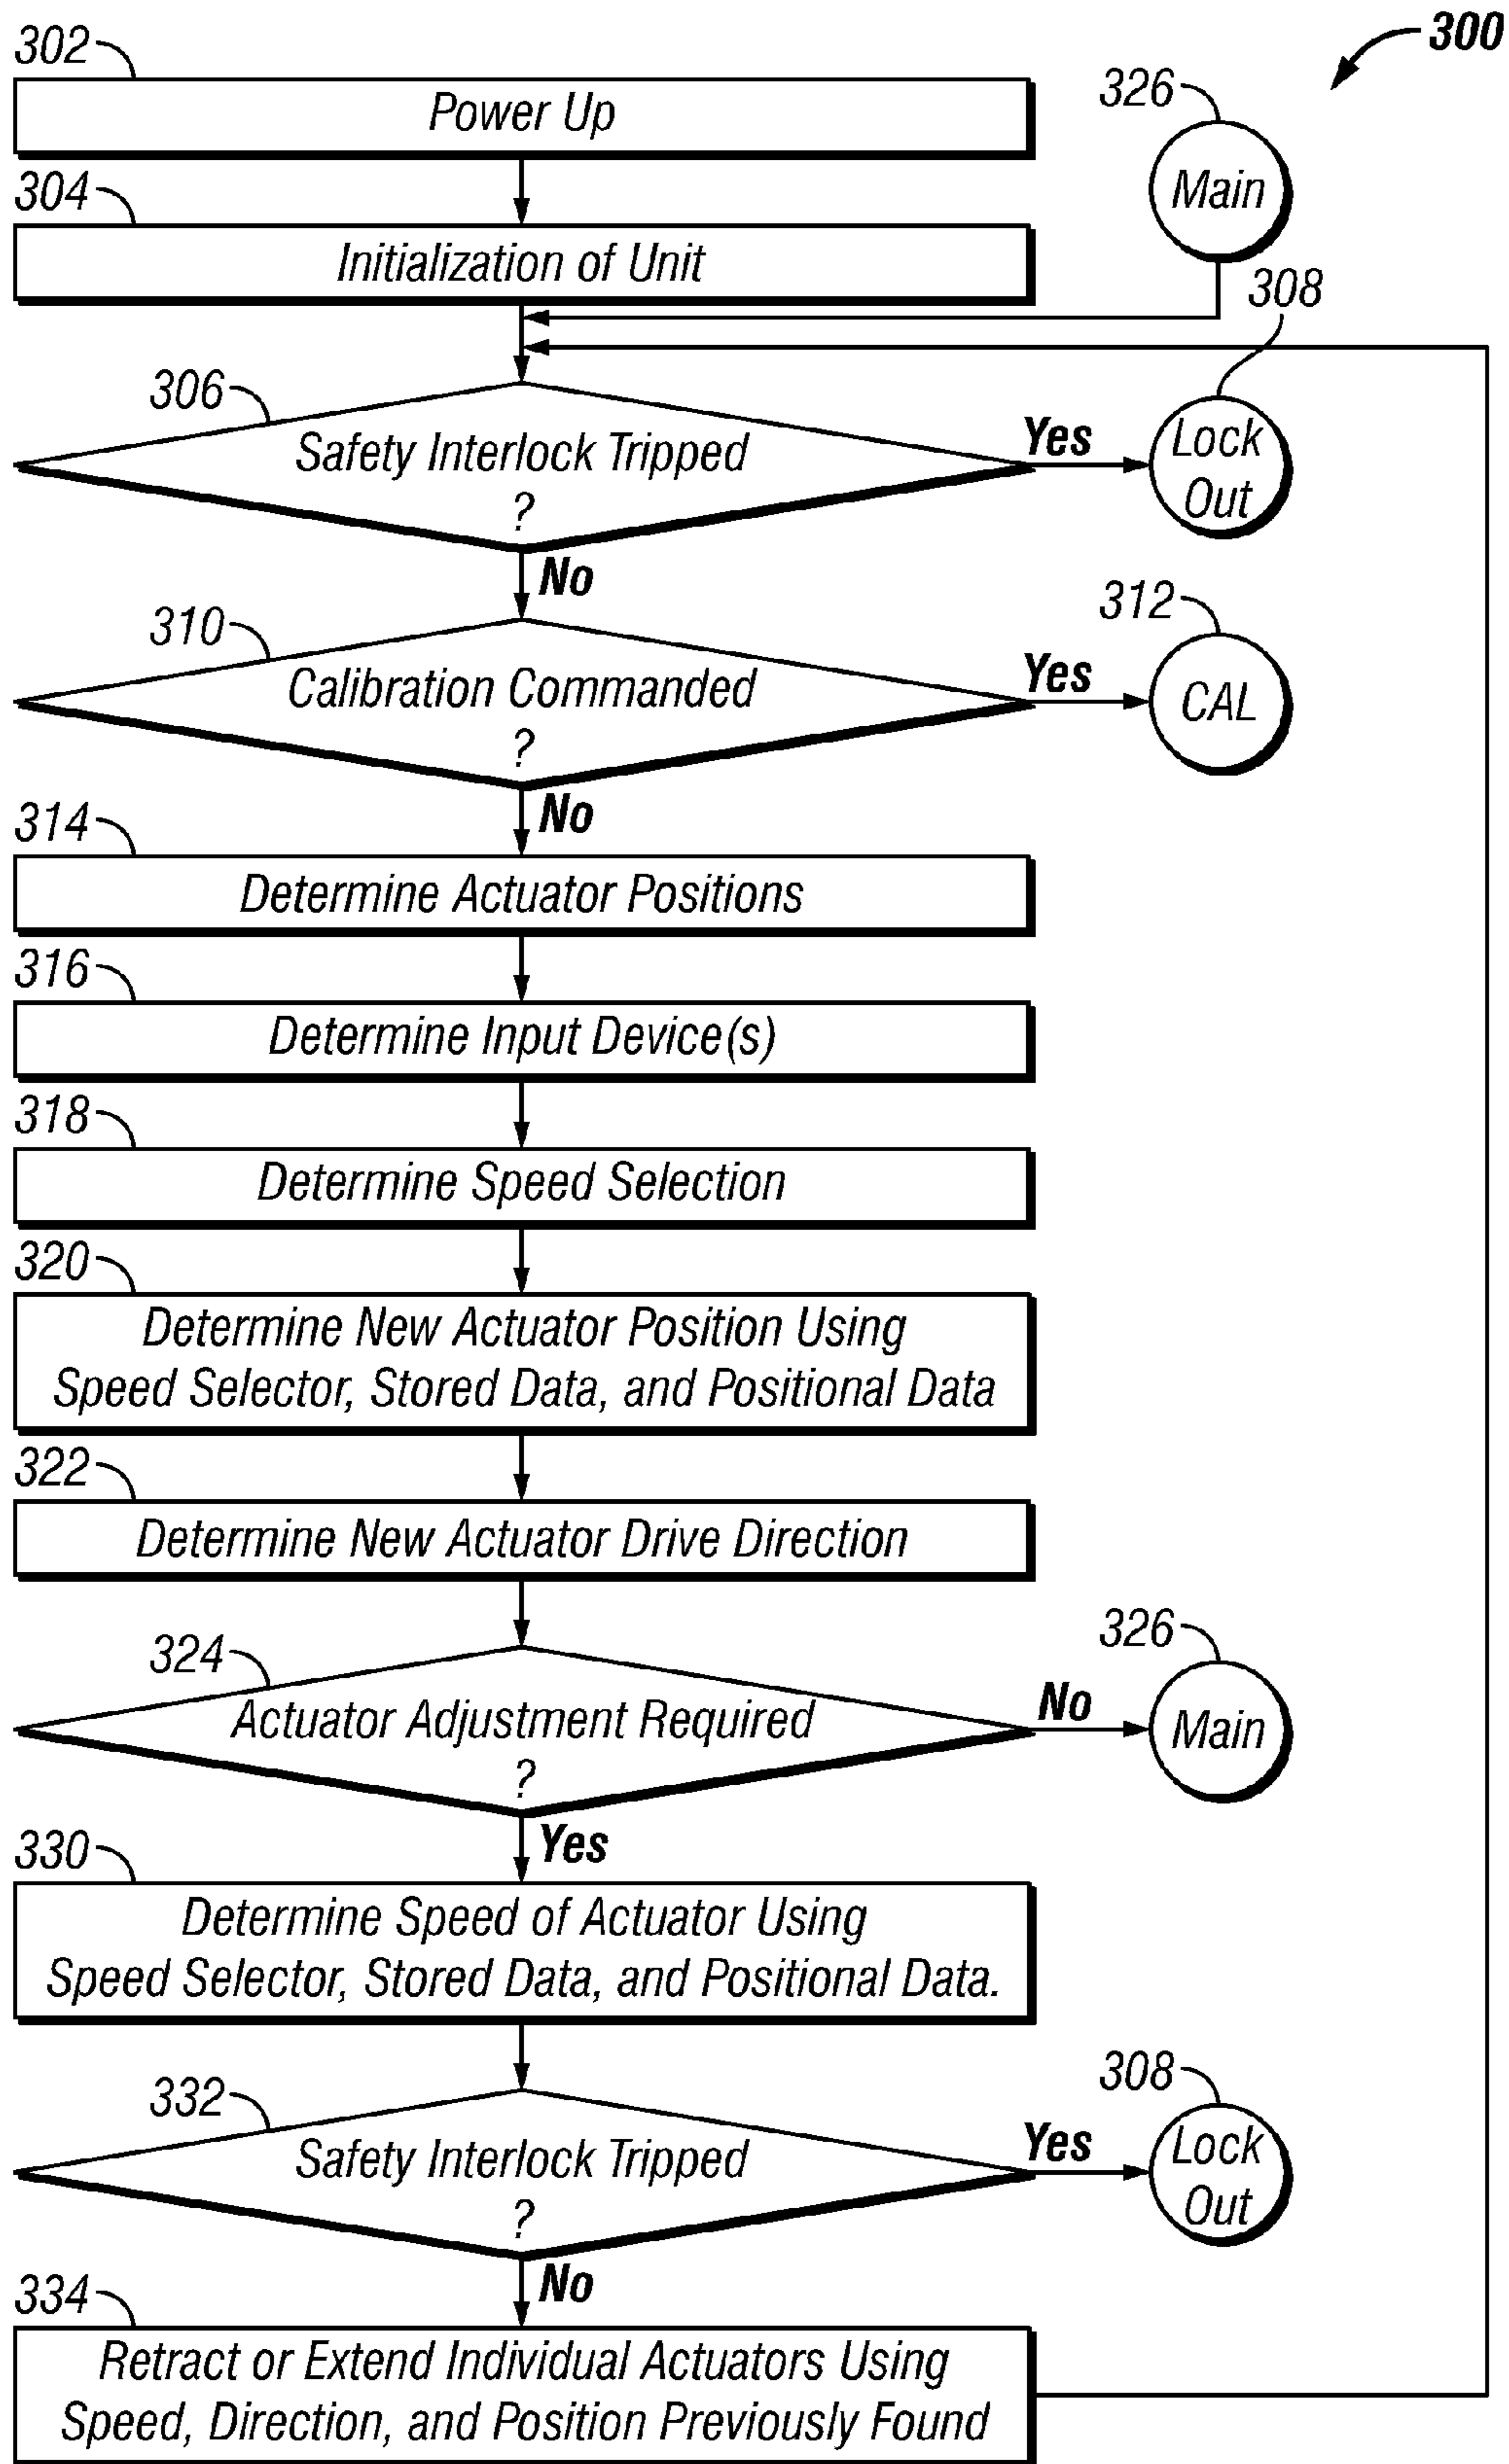 300
302
Power Up
326
Main
304
Initialization of Unit
308
306
Safety Interlock Tripped
?
Yes
Lock
Out
No
310
Calibration Commanded
?
Yes
312
CAL
No
314
Determine Actuator Positions
316
Determine Input Device(s)
318
Determine Speed Selection
320
Determine New Actuator Position Using
Speed Selector, Stored Data, and Positional Data
322
Determine New Actuator Drive Direction
324
Actuator Adjustment Required
?
No
326
Main
Yes
330
Determine Speed of Actuator Using
Speed Selector, Stored Data, and Positional Data.
332
Safety Interlock Tripped
?
Yes
308
Lock
Out
No
334
Retract or Extend Individual Actuators Using
Speed, Direction, and Position Previously Found